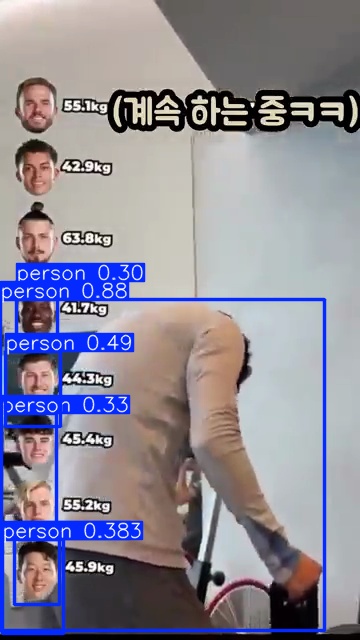 55.1kg (계속 하는 중ㅋㅋ)
42.9kg
63.8kg
person 0.30
person 0.88
41.7kg
person 0.49
44.3kg
person 0.33
45.4kg
55.2kg
person 0.383
45.9kg